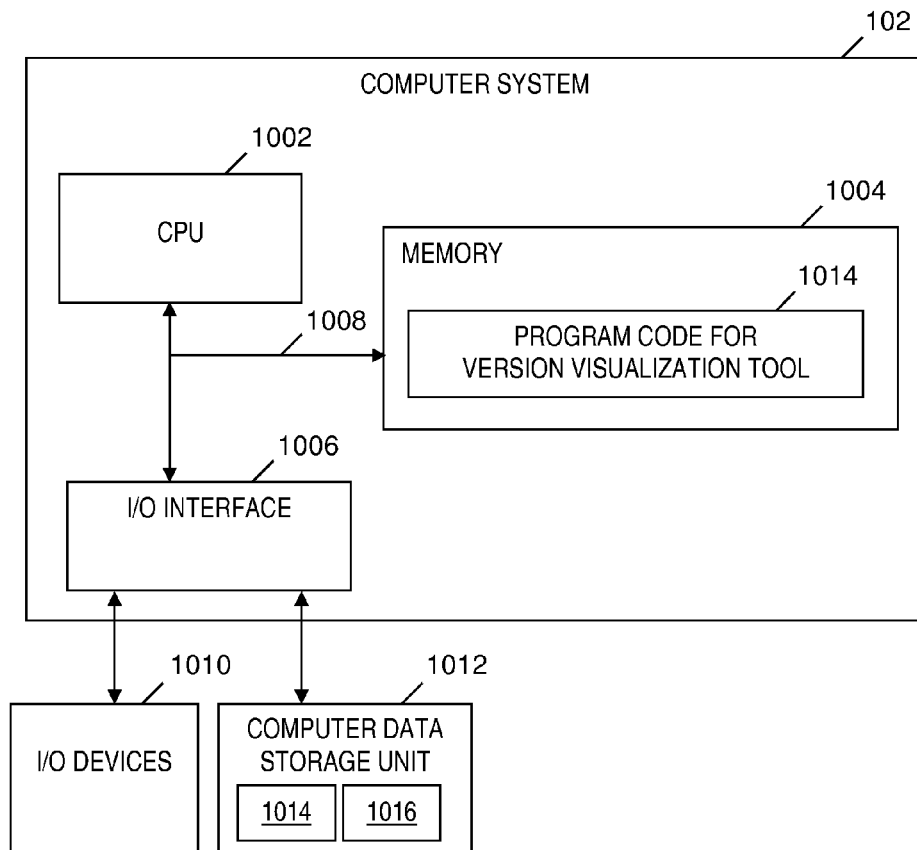 102
COMPUTER SYSTEM
1002
CPU
1004
MEMORY
1014
PROGRAM CODE FOR
VERSION VISUALIZATION TOOL
1008
1006
I/O INTERFACE
1010
I/O DEVICES
1012
COMPUTER DATA
STORAGE UNIT
1014
1016